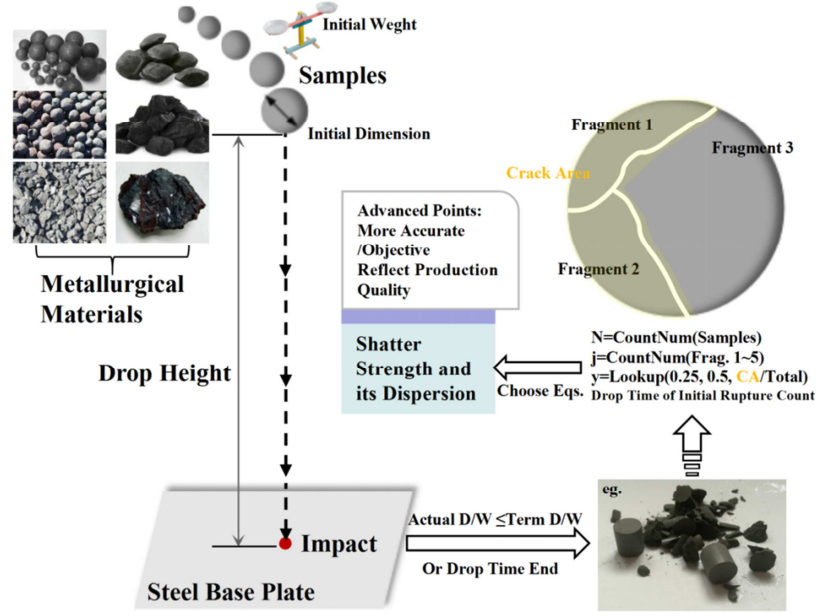 Initial Weght
Samples
Initial Dimension
Metallurgical
Materials
Drop Height
Impact
Steel Base Plate
Actual D/W ≤Term D/W
Or Drop Time End
eg.
Fragment 1
Fragment 3
Crack Area
Fragment 2
N=CountNum(Samples)
j=CountNum(Frag. 1~5)
y=Lookup(0.25, 0.5, CA/Total)
Drop Time of Initial Rupture Count
Choose Eqs.
Advanced Points:
More Accurate
/Objective
Reflect Production
Quality
Shatter
Strength and
its Dispersion